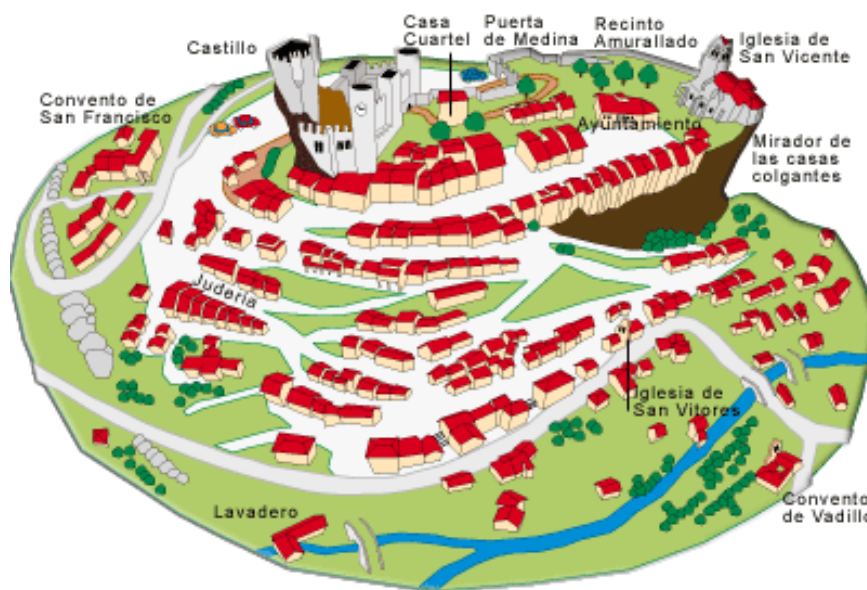 Castillo
Casa
Cuartel
Puerta
de Medina
Recinto
Amurallado
Iglesia de
San Vicente
Convento de
San Francisco
Ayuntamiento
Mirador de
las casas
colgantes
Judería
Iglesia de
San Vitores
Lavadero
Convento
de Vadillo